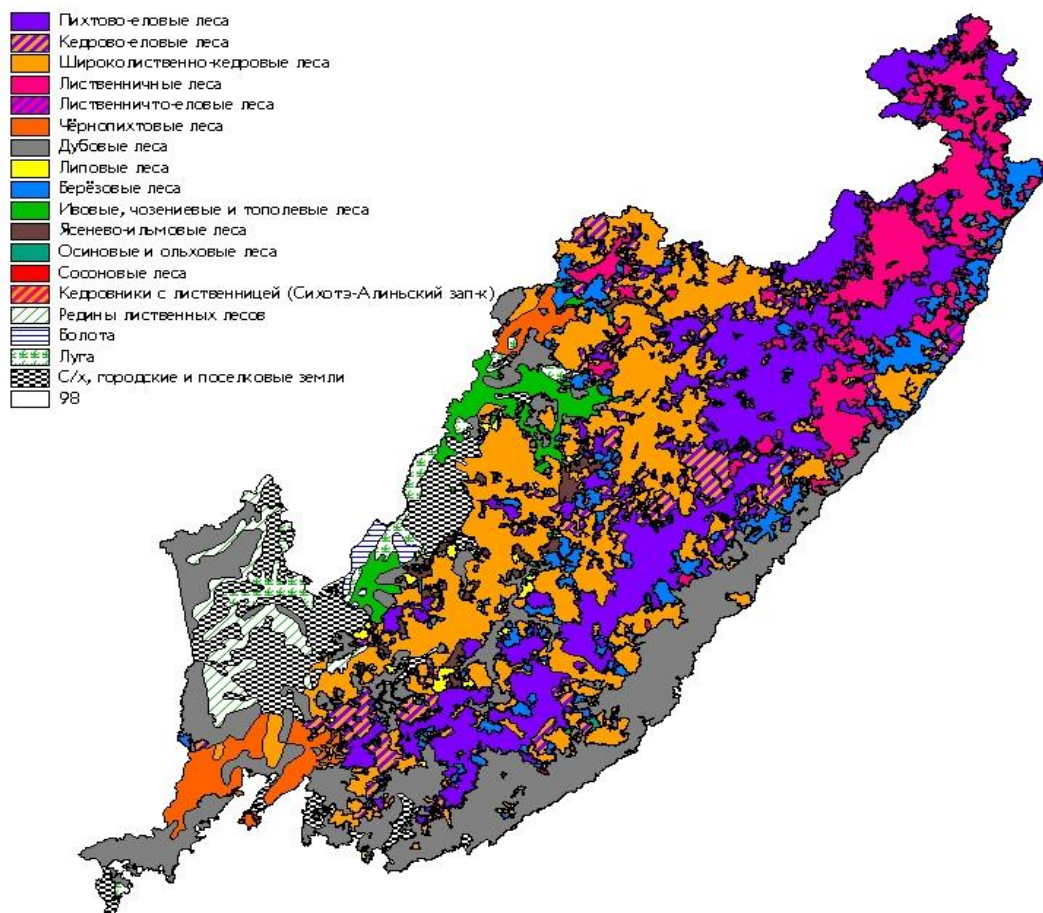 Пихтово-еловые леса
Кедрово-еловые леса
Широколиственно-кедровые леса
Лиственничные леса
Лиственничто-еловые леса
Чёрнопихтовые леса
Дубовые леса
Липовые леса
Берёзовые леса
Ивовые, чозениевые и тополевые леса
Ясенево-ильмовые леса
Осиновые и ольховые леса
Сосоновые леса
Кедровники с лиственницей (Сихотэ-Алиньский зап-к)
Редины лиственных лесов
Болота
Луга
С/х, городские и поселковые земли
98